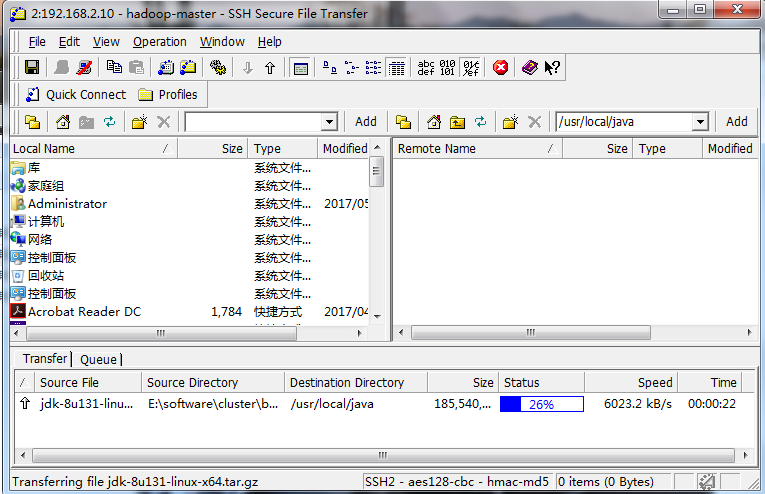 2:192.168.2.10 - hadoop-master - SSH Secure File Transfer
File Edit View Operation Window Help
abc def 010 101
Quick Connect Profiles
Add /usr/local/java Add
Local Name / Size Type Modified
Remote Name / Size Type Modified
库 系统文件...
家庭组 系统文件...
Administrator 系统文件... 2017/05
计算机 系统文件...
网络 系统文件...
控制面板 系统文件...
回收站 系统文件...
控制面板 系统文件...
Acrobat Reader DC 1,784 快捷方式 2017/04
Transfer Queue
/ Source File Source Directory Destination Directory Size Status Speed Time
jdk-8u131-linu... E:\software\cluster\b... /usr/local/java 185,540,... 26% 6023.2 kB/s 00:00:22
Transferring file jdk-8u131-linux-x64.tar.gz SSH2 - aes128-cbc - hmac-md5 0 items (0 Bytes)